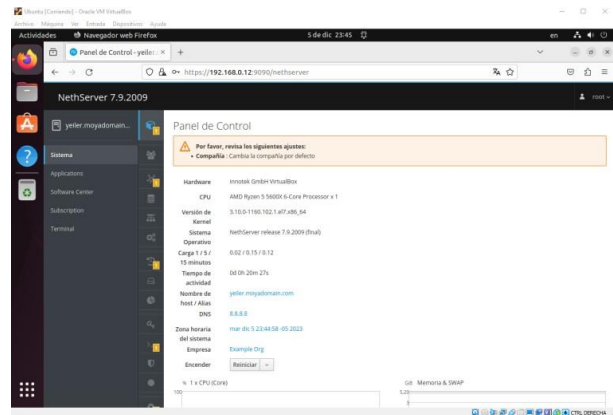 Ubuntu [Corriendo] - Oracle VM VirtualBox
Archivo Máquina Ver Entrada Dispositivos Ayuda
Actividades Navegador web Firefox 5 de dic 23:45 en
Panel de Control - yeiler.
https://192.168.0.12:9090/nethserver
NethServer 7.9.2009 root
yeiler.moyadomain...
Panel de Control
Por favor, revisa los siguientes ajustes:
• Compañía : Cambia la compañía por defecto
Sistema
Applications
Software Center
Subscription
Terminal
Hardware innotek GmbH VirtualBox
CPU AMD Ryzen 5 5600X 6-Core Processor x 1
Versión de Kernel 3.10.0-1160.102.1.el7.x86_64
Sistema Operativo NethServer release 7.9.2009 (final)
Carga 1 / 5 / 15 minutos 0.02 / 0.15 / 0.12
Tiempo de actividad 0d 0h 20m 27s
Nombre de host / Alias yeiler.moyadomain.com
DNS 8.8.8.8
Zona horaria del sistema mar dic 5 23:44:58 -05 2023
Empresa Example Org
Encender Reiniciar
% 1 x CPU (Core) GiB Memoria & SWAP
100
CTRL DERECHA